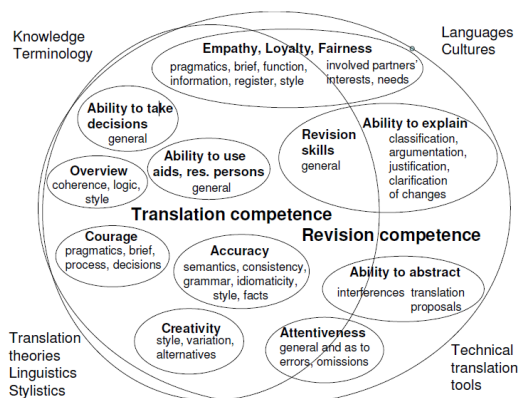 Knowledge
Terminology
Languages
Cultures
Empathy, Loyalty, Fairness
pragmatics, brief, function,
information, register, style
involved partners'
interests, needs
Ability to take
decisions
general
Revision
skills
general
Ability to explain
classification,
argumentation,
justification,
clarification
of changes
Overview
coherence, logic,
style
Ability to use
aids, res. persons
general
Translation competence
Revision competence
Courage
pragmatics, brief,
process, decisions
Accuracy
semantics, consistency,
grammar, idiomaticity,
style, facts
Ability to abstract
interferences translation
proposals
Creativity
style, variation,
alternatives
Attentiveness
general and as to
errors, omissions
Translation
theories
Linguistics
Stylistics
Technical
translation
tools